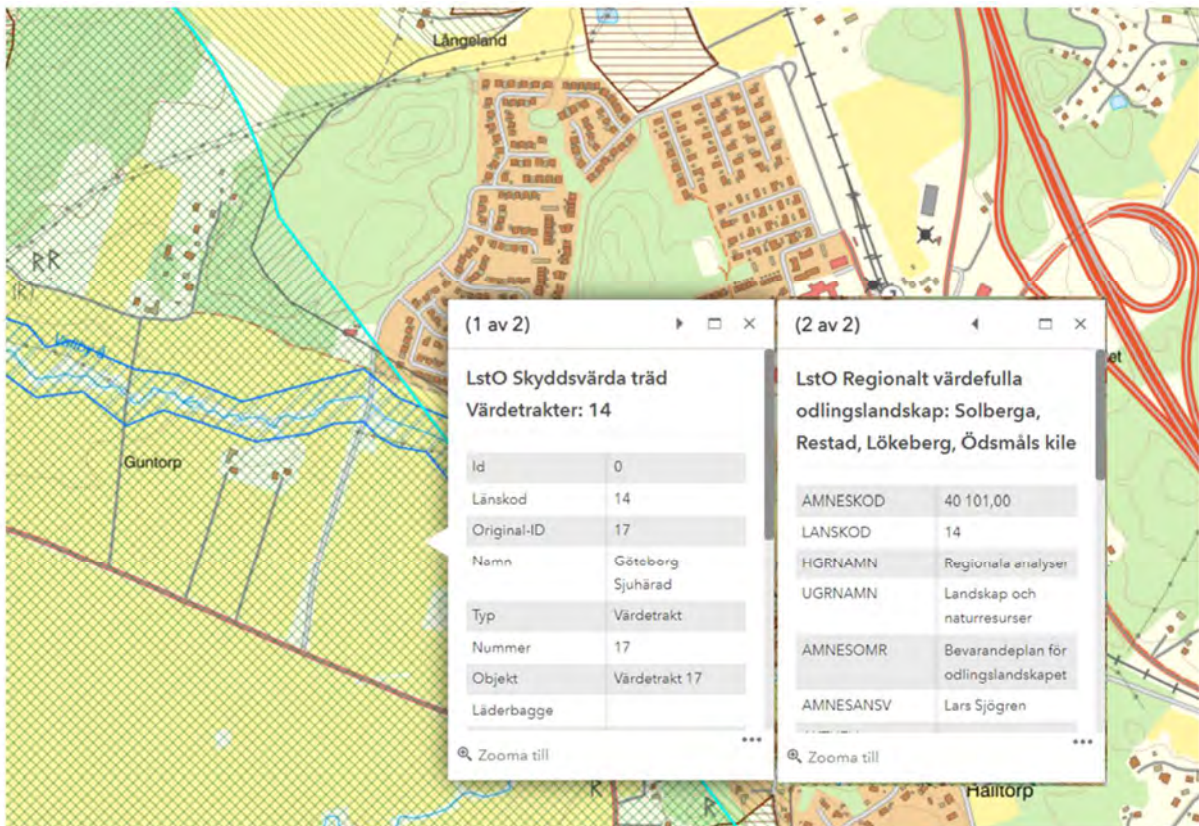 Långeland
RR
(R)
Vallby å
Guntorp
(1 av 2)
LstO Skyddsvärda träd
Värdetrakter: 14
Id 0
Länskod 14
Original-ID 17
Namn Göteborg
Sjuhärad
Typ Värdetrakt
Nummer 17
Objekt Värdetrakt 17
Läderbagge
Zooma till
(2 av 2)
LstO Regionalt värdefulla
odlingslandskap: Solberga,
Restad, Lökeberg, Ödsmåls kile
AMNESKOD 40 101,00
LANSKOD 14
HGRNAMN Regionala analyser
UGRNAMN Landskap och
naturresurser
AMNESOMR Bevarandeplan för
odlingslandskapet
AMNESANSV Lars Sjögren
Zooma till
et
R
R
Hälltorp